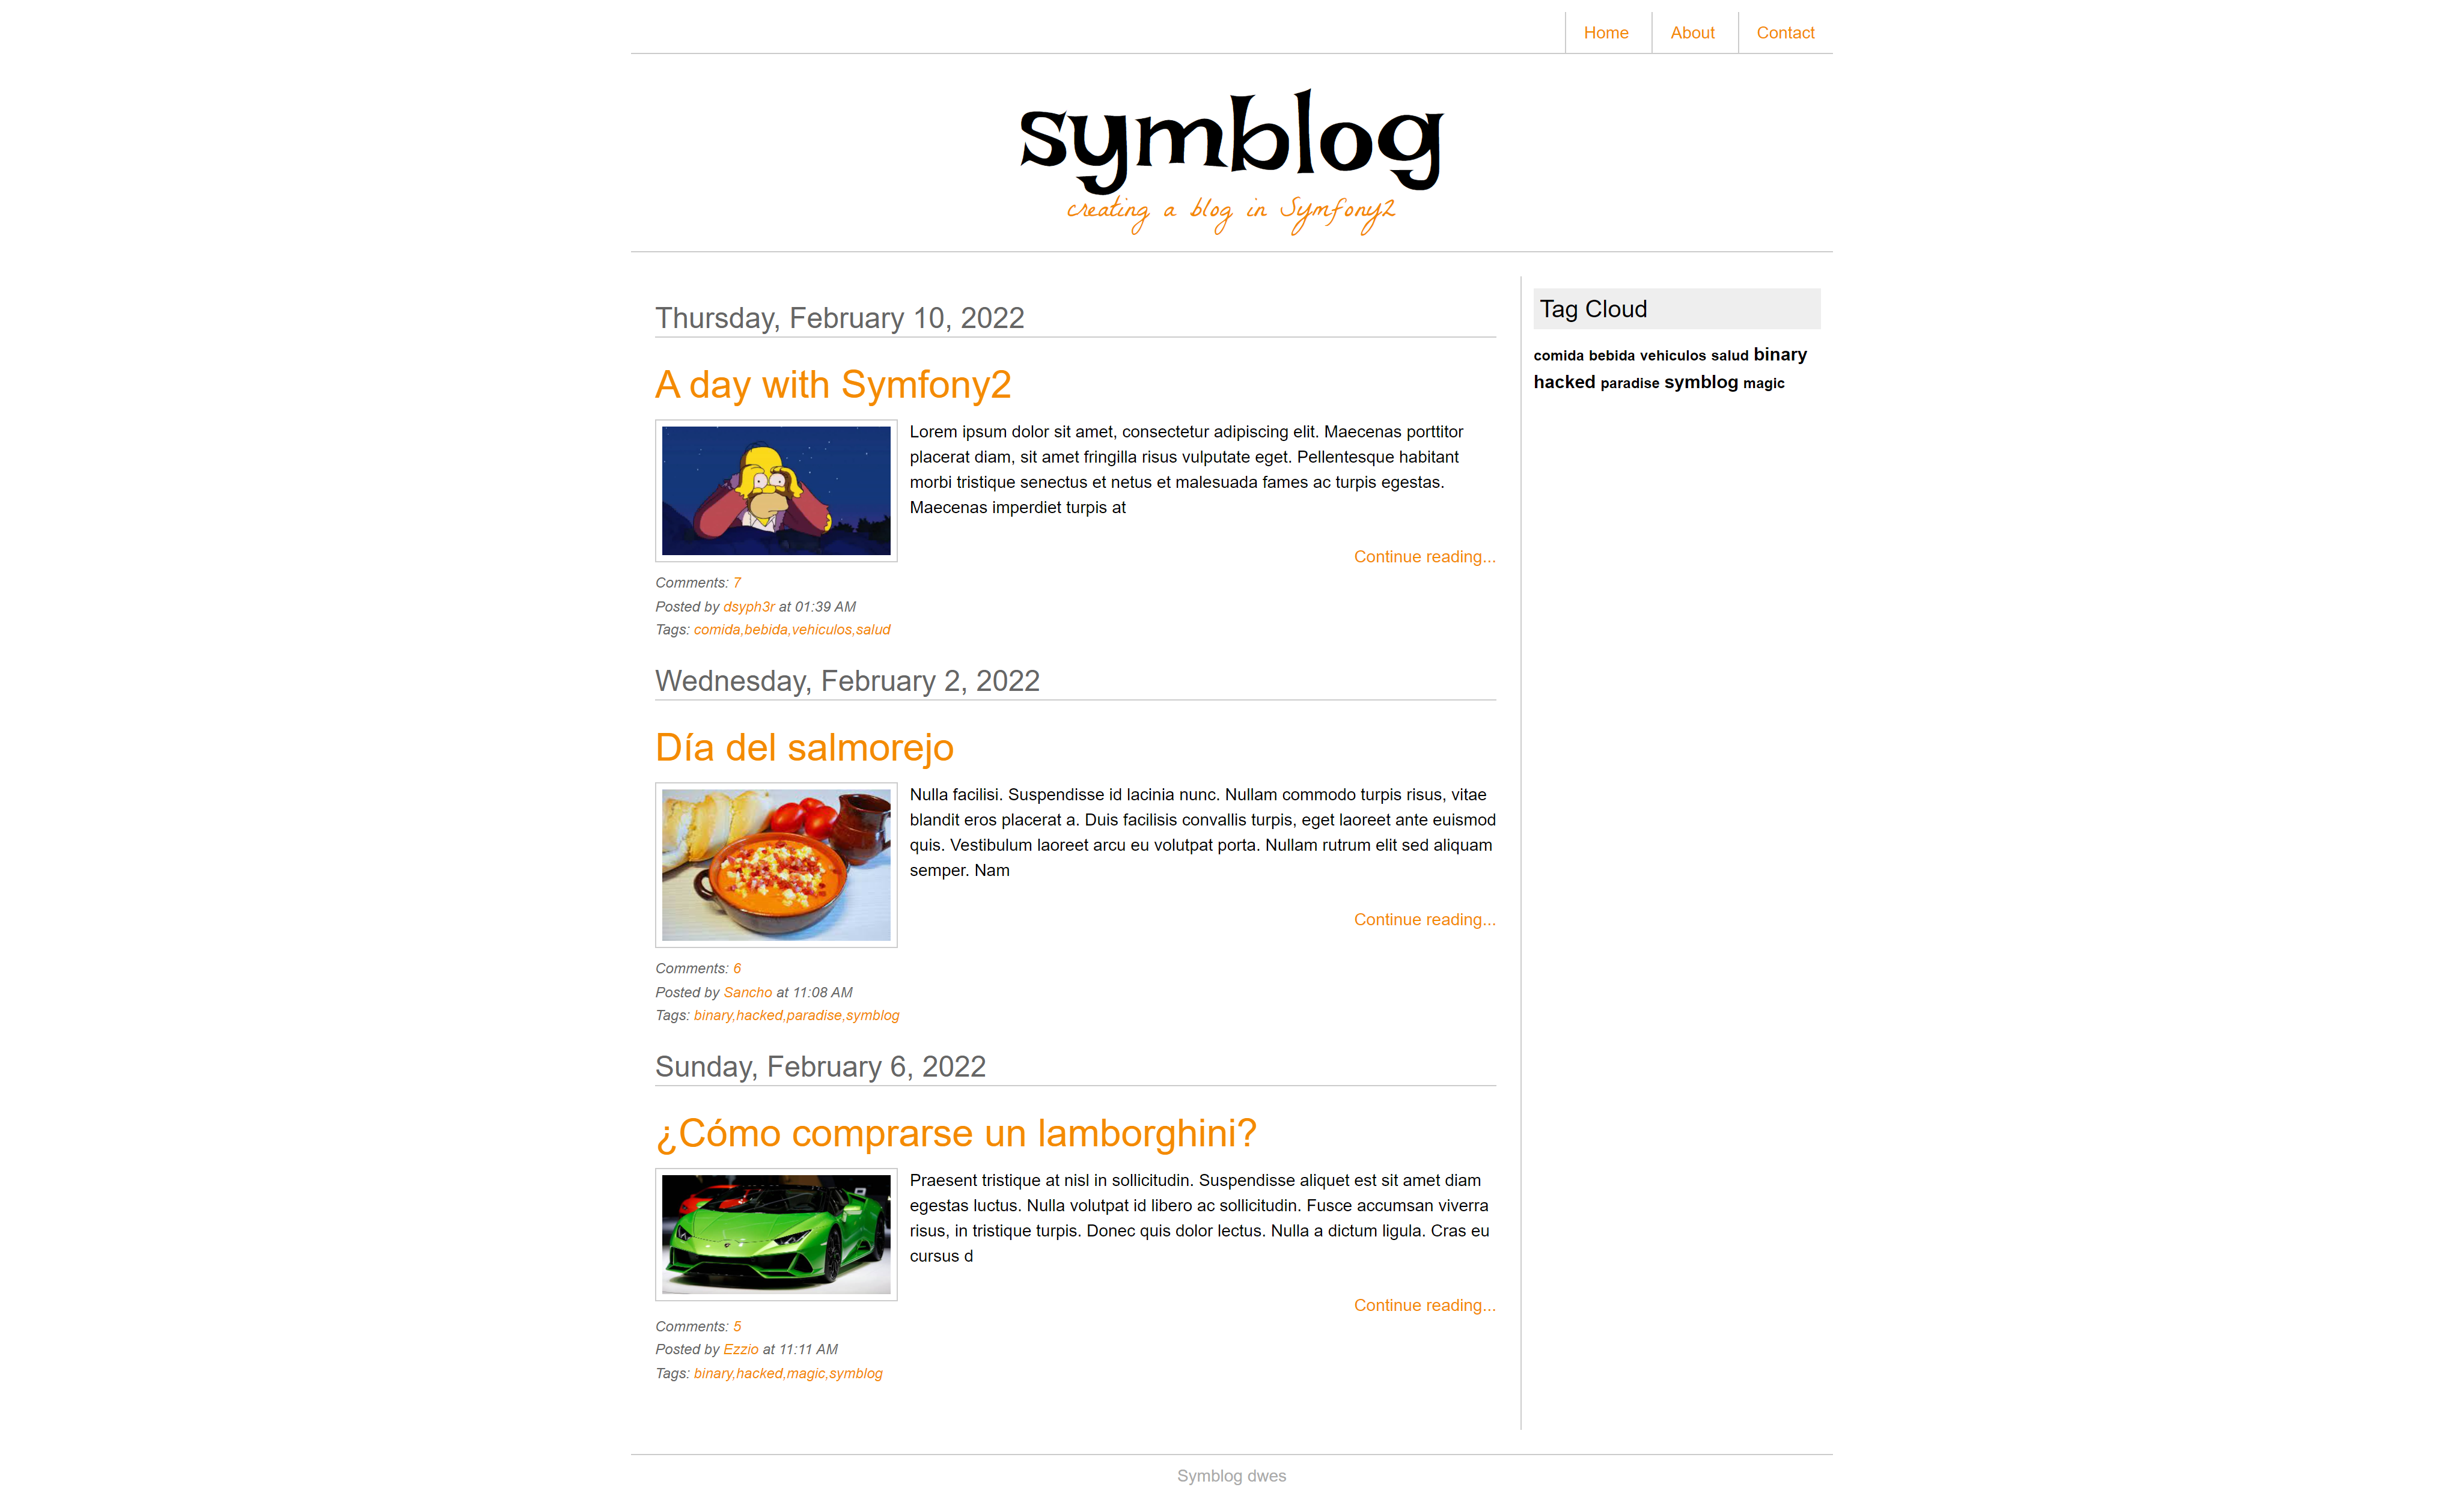 Home
About
Contact
symblog
creating a blog in Symfony2
Thursday, February 10, 2022
A day with Symfony2
Lorem ipsum dolor sit amet, consectetur adipiscing elit. Maecenas porttitor
placerat diam, sit amet fringilla risus vulputate eget. Pellentesque habitant
morbi tristique senectus et netus et malesuada fames ac turpis egestas.
Maecenas imperdiet turpis at
Continue reading...
Comments: 7
Posted by dsyph3r at 01:39 AM
Tags: comida,bebida,vehiculos,salud
Wednesday, February 2, 2022
Día del salmorejo
Nulla facilisi. Suspendisse id lacinia nunc. Nullam commodo turpis risus, vitae
blandit eros placerat a. Duis facilisis convallis turpis, eget laoreet ante euismod
quis. Vestibulum laoreet arcu eu volutpat porta. Nullam rutrum elit sed aliquam
semper. Nam
Continue reading...
Comments: 6
Posted by Sancho at 11:08 AM
Tags: binary,hacked,paradise,symblog
Sunday, February 6, 2022
¿Cómo comprarse un lamborghini?
Praesent tristique at nisl in sollicitudin. Suspendisse aliquet est sit amet diam
egestas luctus. Nulla volutpat id libero ac sollicitudin. Fusce accumsan viverra
risus, in tristique turpis. Donec quis dolor lectus. Nulla a dictum ligula. Cras eu
cursus d
Continue reading...
Comments: 5
Posted by Ezzio at 11:11 AM
Tags: binary,hacked,magic,symblog
Tag Cloud
comida bebida vehiculos salud binary
hacked paradise symblog magic
Symblog dwes